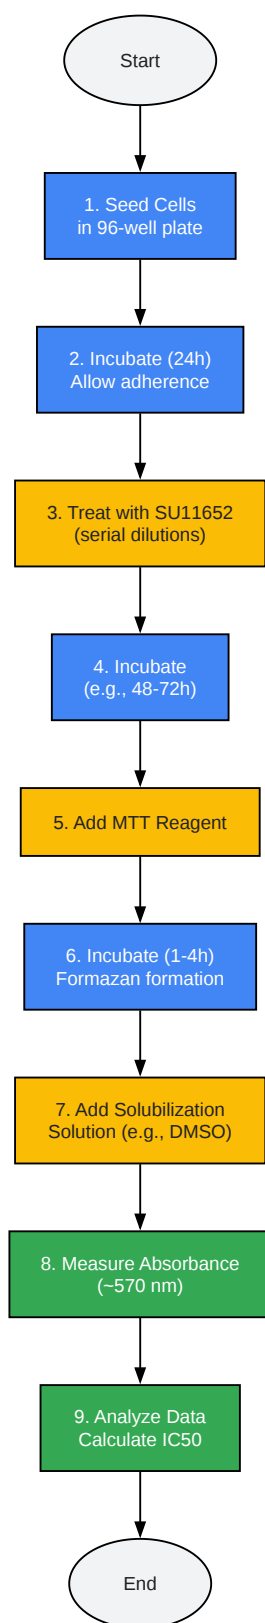 Start
1. Seed Cells
in 96-well plate
2. Incubate (24h)
Allow adherence
3. Treat with SU11652
(serial dilutions)
4. Incubate
(e.g., 48-72h)
5. Add MTT Reagent
6. Incubate (1-4h)
Formazan formation
7. Add Solubilization
Solution (e.g., DMSO)
8. Measure Absorbance
(~570 nm)
9. Analyze Data
Calculate IC50
End